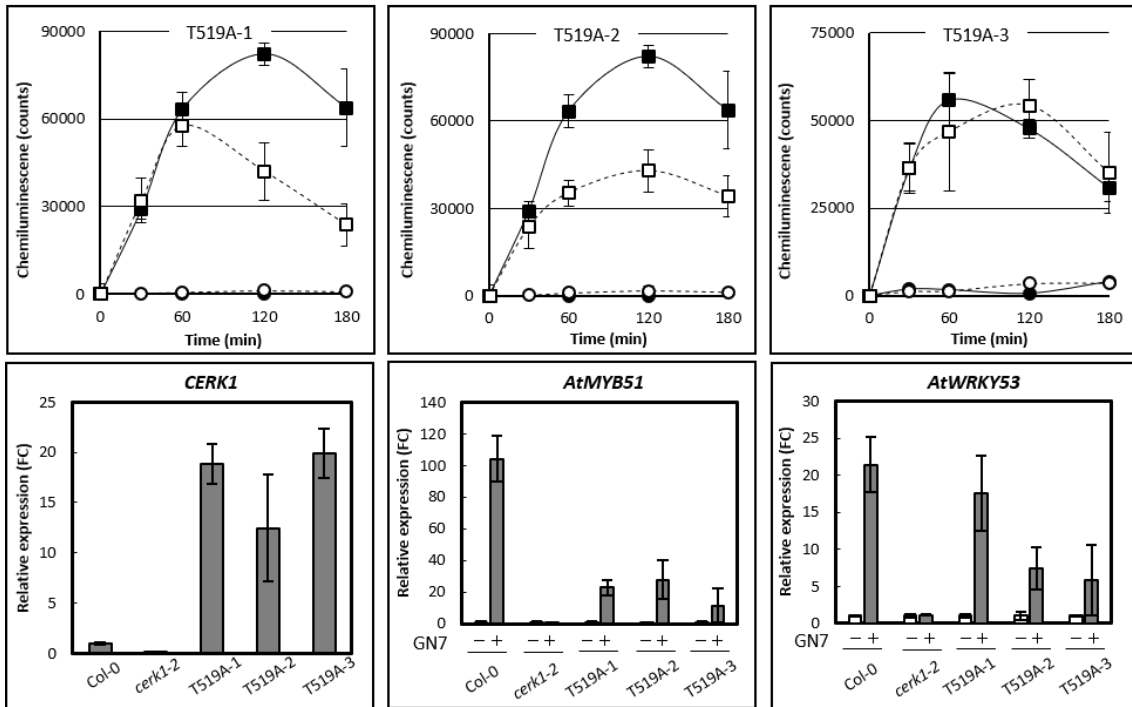 T519A-1
Chemiluminescene (counts)
90000
60000
30000
0
0 60 120 180
Time (min)
T519A-2
Chemiluminescene (counts)
90000
60000
30000
0
0 60 120 180
Time (min)
T519A-3
Chemiluminescene (counts)
75000
50000
25000
0
0 60 120 180
Time (min)
CERK1
Relative expression (FC)
25
20
15
10
5
0
Col-0 cerk1-2 T519A-1 T519A-2 T519A-3
AtMYB51
Relative expression (FC)
140
120
100
80
60
40
20
0
GN7 − + − + − + − + − +
Col-0 cerk1-2 T519A-1 T519A-2 T519A-3
AtWRKY53
Relative expression (FC)
30
25
20
15
10
5
0
GN7 − + − + − + − + − +
Col-0 cerk1-2 T519A-1 T519A-2 T519A-3